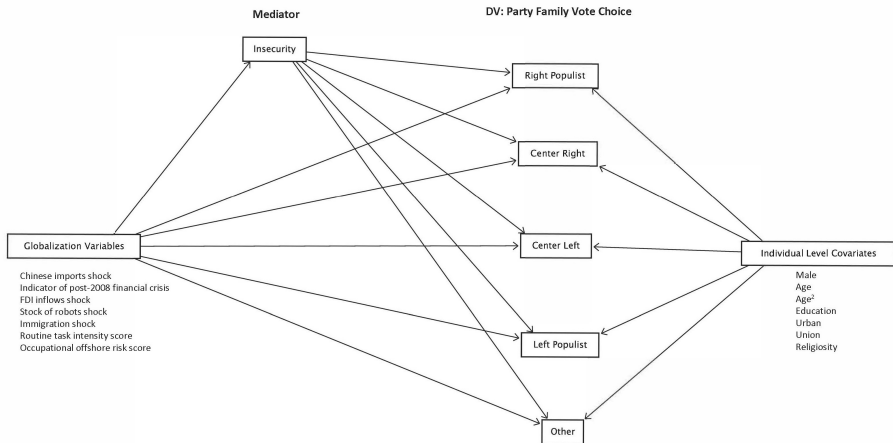 Mediator
DV: Party Family Vote Choice
Insecurity
Right Populist
Center Right
Globalization Variables
Center Left
Individual Level Covariates
Chinese imports shock
Indicator of post-2008 financial crisis
FDI inflows shock
Stock of robots shock
Immigration shock
Routine task intensity score
Occupational offshore risk score
Male
Age
Age²
Education
Urban
Union
Religiosity
Left Populist
Other